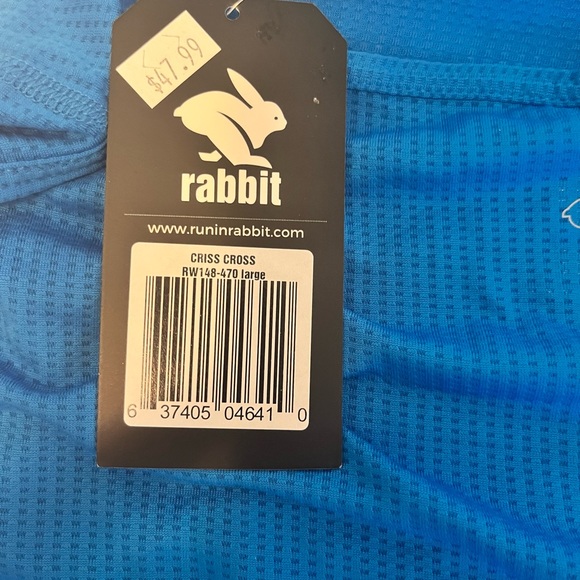 $47.99
rabbit
www.runinrabbit.com
CRISS CROSS
RW148-470 large
6 37405 04641 0